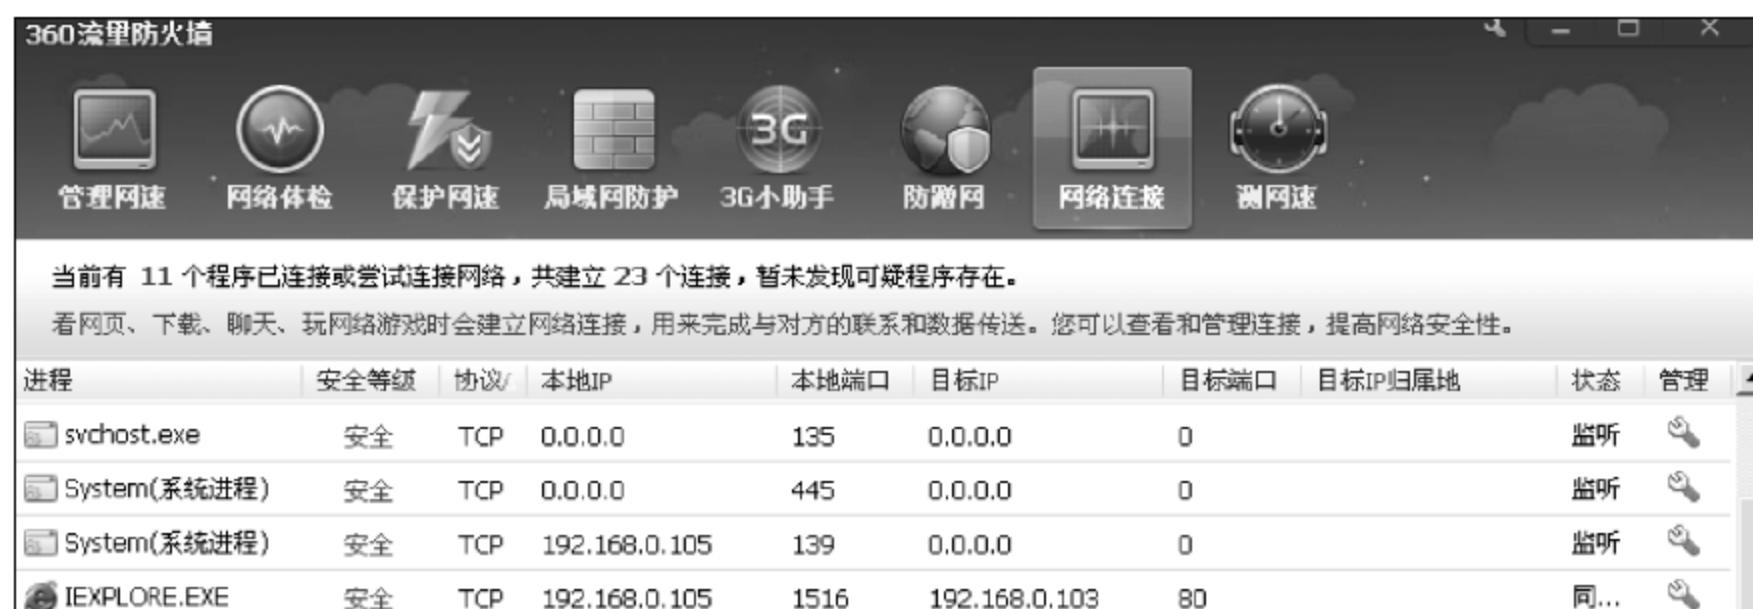 360流量防火墙
管理网速 网络体检 保护网速 局域网防护 3G小助手 防蹭网 网络连接 测网速
当前有 11 个程序已连接或尝试连接网络，共建立 23 个连接，暂未发现可疑程序存在。
看网页、下载、聊天、玩网络游戏时会建立网络连接，用来完成与对方的联系和数据传送。您可以查看和管理连接，提高网络安全性。
进程 安全等级 协议 本地IP 本地端口 目标IP 目标端口 目标IP归属地 状态 管理
svchost.exe 安全 TCP 0.0.0.0 135 0.0.0.0 0 监听
System(系统进程) 安全 TCP 0.0.0.0 445 0.0.0.0 0 监听
System(系统进程) 安全 TCP 192.168.0.105 139 0.0.0.0 0 监听
IEXPLORE.EXE 安全 TCP 192.168.0.105 1516 192.168.0.103 80 同...